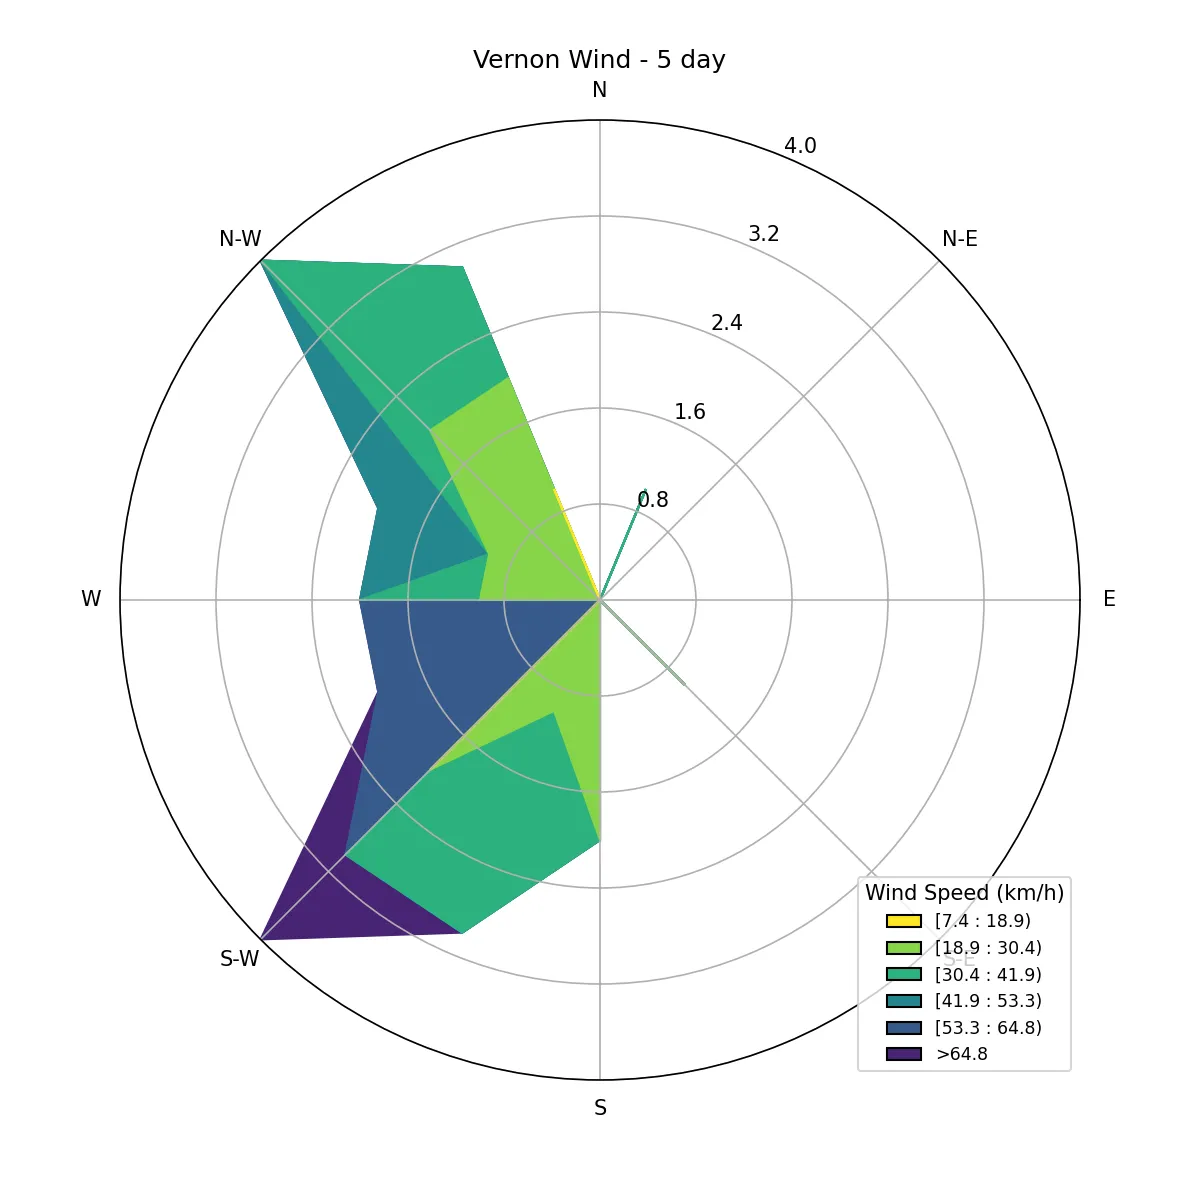 Vernon Wind - 5 day
N
4.0
3.2
N-W
N-E
2.4
1.6
0.8
W
E
Wind Speed (km/h)
[7.4 : 18.9)
[18.9 : 30.4)
S-W
S-E
[30.4 : 41.9)
[41.9 : 53.3)
[53.3 : 64.8)
>64.8
S